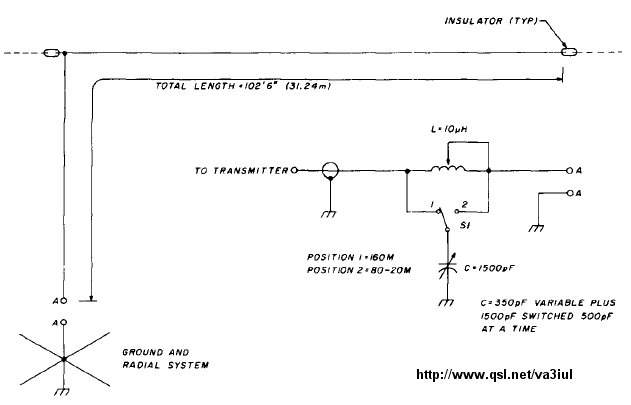 INSULATOR (TYP)
TOTAL LENGTH = 102'6" (31.24m)
L=10µH
TO TRANSMITTER
A
A
1
2
S1
POSITION 1=160M
POSITION 2=80-20M
C=1500pF
A
A
C=350pF VARIABLE PLUS
1500pF SWITCHED 500pF
AT A TIME
GROUND AND
RADIAL SYSTEM
http://www.qsl.net/va3iul